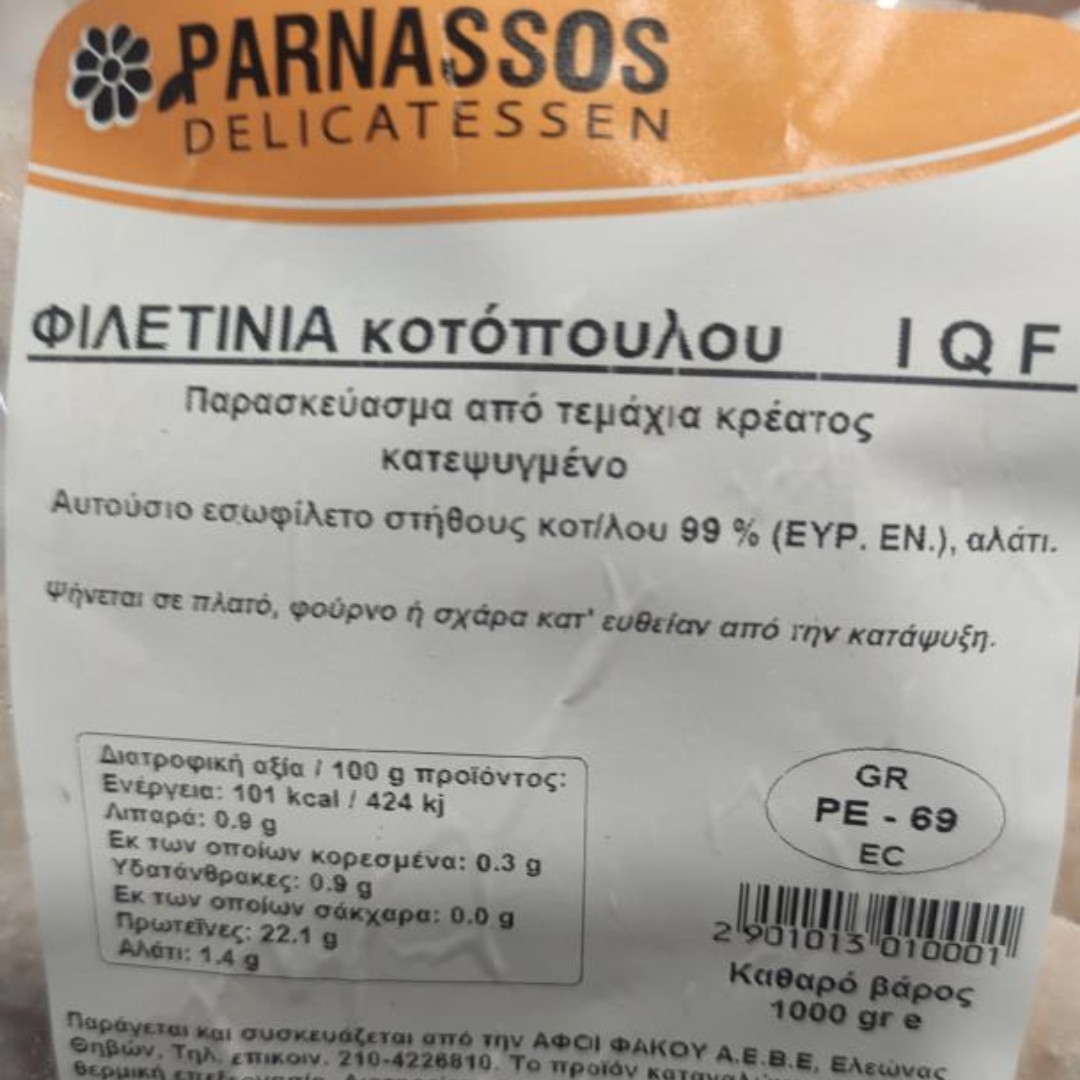 PARNASSOS
DELICATESSEN
ΦΙΛΕΤΙΝΙΑ κοτόπουλου I Q F
Παρασκεύασμα από τεμάχια κρέατος
κατεψυγμένο
Αυτούσιο εσωφίλετο στήθους κοτ/λου 99 % (ΕΥΡ. ΕΝ.), αλάτι.
Ψήνεται σε πλατό, φούρνο ή σχάρα κατ' ευθείαν από την κατάψυξη.
Διατροφική αξία / 100 g προϊόντος:
Ενέργεια: 101 kcal / 424 kj
Λιπαρά: 0.9 g
Εκ των οποίων κορεσμένα: 0.3 g
Υδατάνθρακες: 0.9 g
Εκ των οποίων σάκχαρα: 0.0 g
Πρωτεΐνες: 22.1 g
Αλάτι: 1.4 g
GR
PE - 69
EC
2 901013 010001
Καθαρό βάρος
1000 gr e
Παράγεται και συσκευάζεται από την ΑΦΟΙ ΦΑΚΟΥ Α.Ε.Β.Ε, Ελεώνας
Θηβών, Τηλ. επικοιν. 210-4226810. Το προϊόν
θερμική